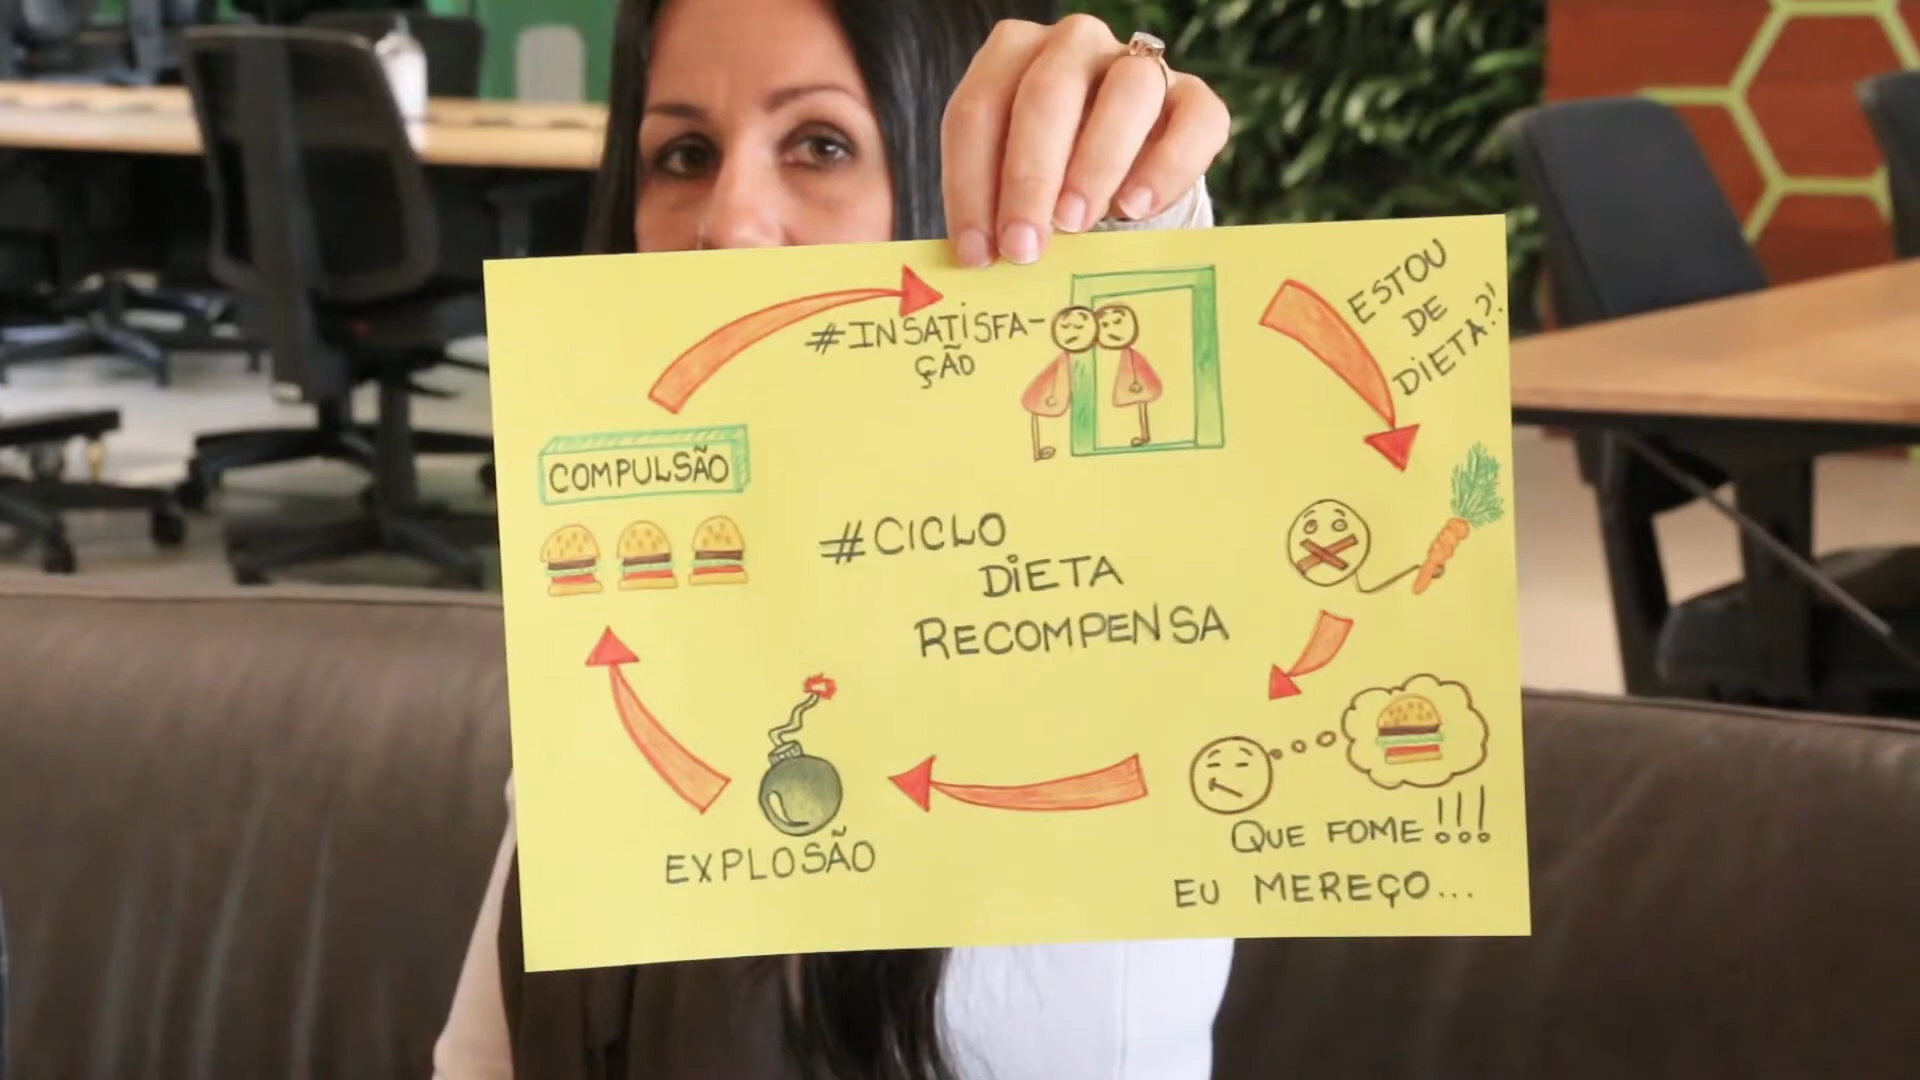 #INSATISFA-
ÇÃO
ESTOU
DE
DIETA?!
COMPULSÃO
#CICLO
DIETA
RECOMPENSA
QUE FOME!!!
EU MEREÇO...
EXPLOSÃO